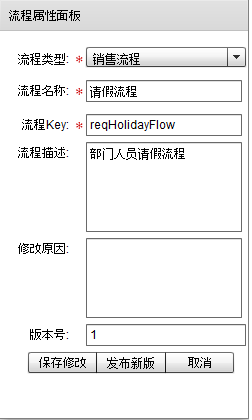 流程属性面板
流程类型: * 销售流程
流程名称: * 请假流程
流程Key: * reqHolidayFlow
流程描述: 部门人员请假流程
修改原因:
版本号: 1
保存修改 发布新版 取消